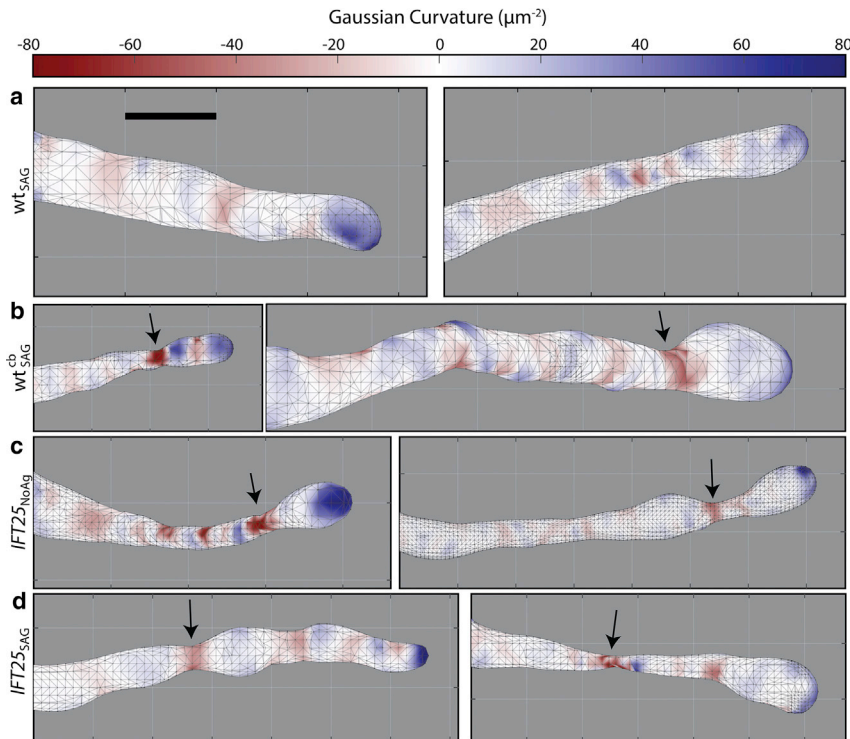 Gaussian Curvature (μm-2)
-80 -60 -40 -20 0 20 40 60 80
a
wtSAG
b
wtcbSAG
c
IFT25NoAg
d
IFT25SAG